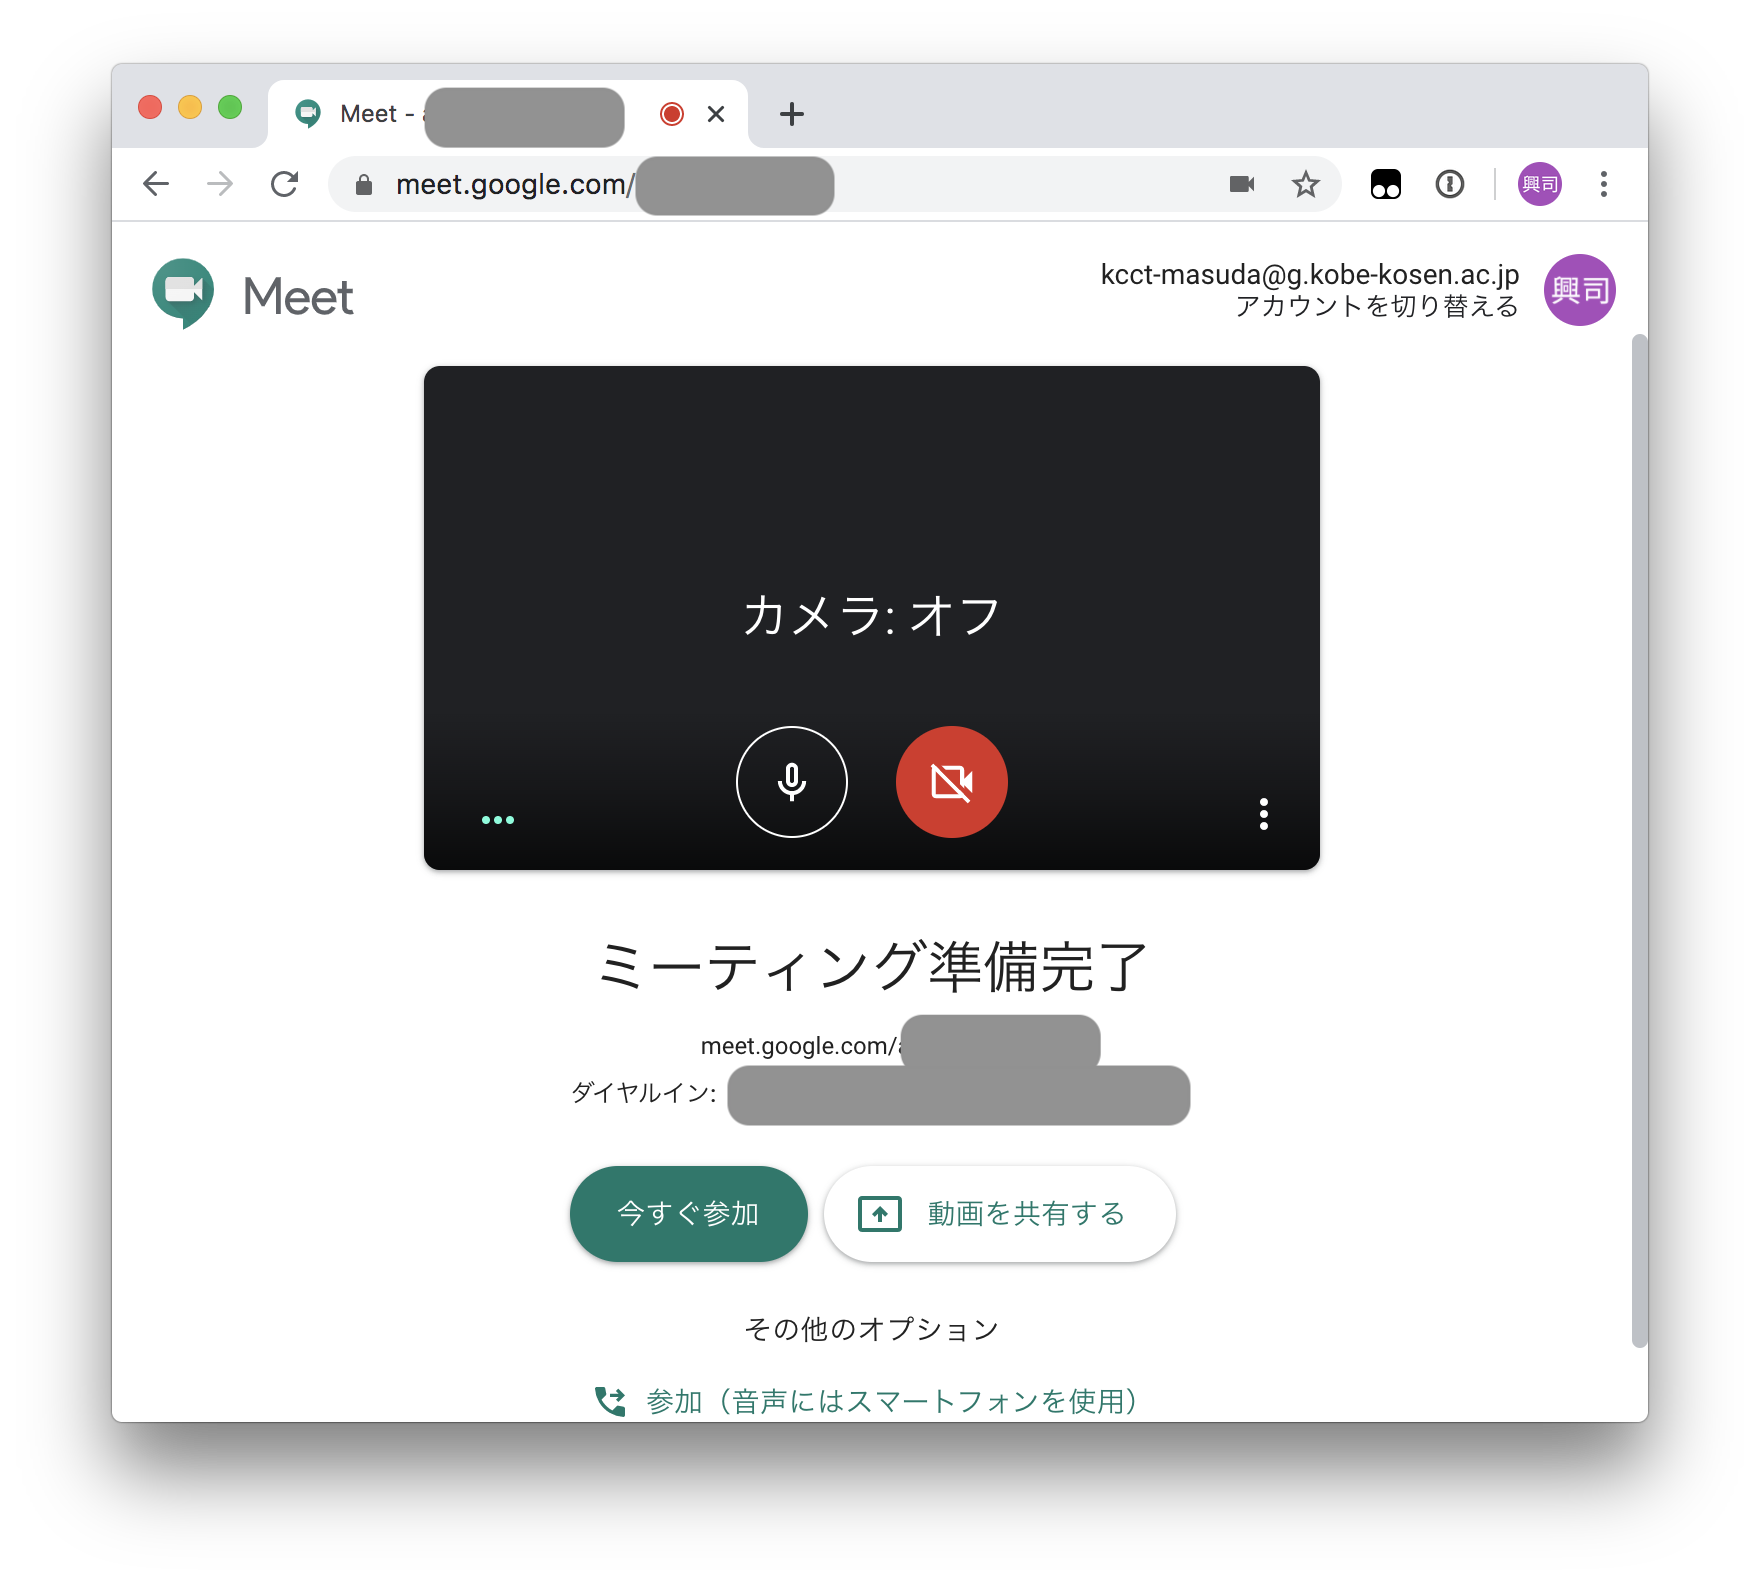 Meet -
meet.google.com/
興司
Meet
kcct-masuda@g.kobe-kosen.ac.jp
アカウントを切り替える
興司
カメラ: オフ
ミーティング準備完了
meet.google.com/
ダイヤルイン:
今すぐ参加
動画を共有する
その他のオプション
参加（音声にはスマートフォンを使用）